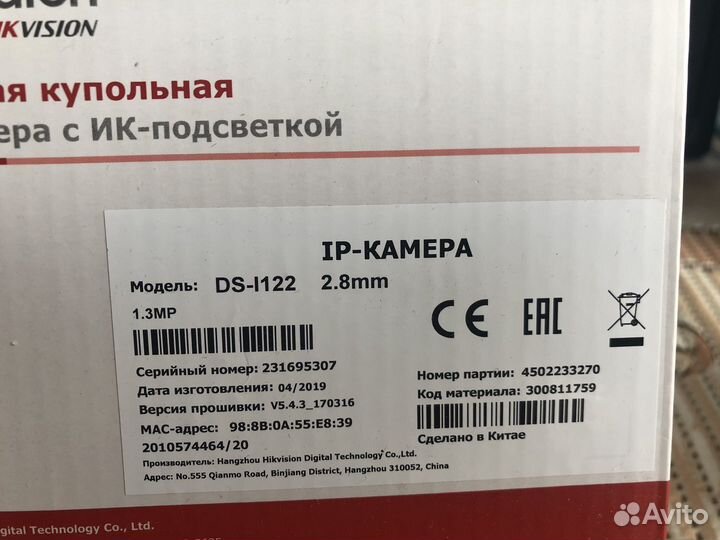 HIKVISION
ая купольная
ера с ИК-подсветкой
IP-КАМЕРА
Модель: DS-I122 2.8mm
1.3MP
CE EAC
Серийный номер: 231695307
Дата изготовления: 04/2019
Версия прошивки: V5.4.3_170316
MAC-адрес: 98:8B:0A:55:E8:39
2010574464/20
Номер партии: 4502233270
Код материала: 300811759
Сделано в Китае
Производитель: Hangzhou Hikvision Digital Technology Co.,Ltd.
Адрес: No.555 Qianmo Road, Binjiang District, Hangzhou 310052, China
igital Technology Co., Ltd.
Avito